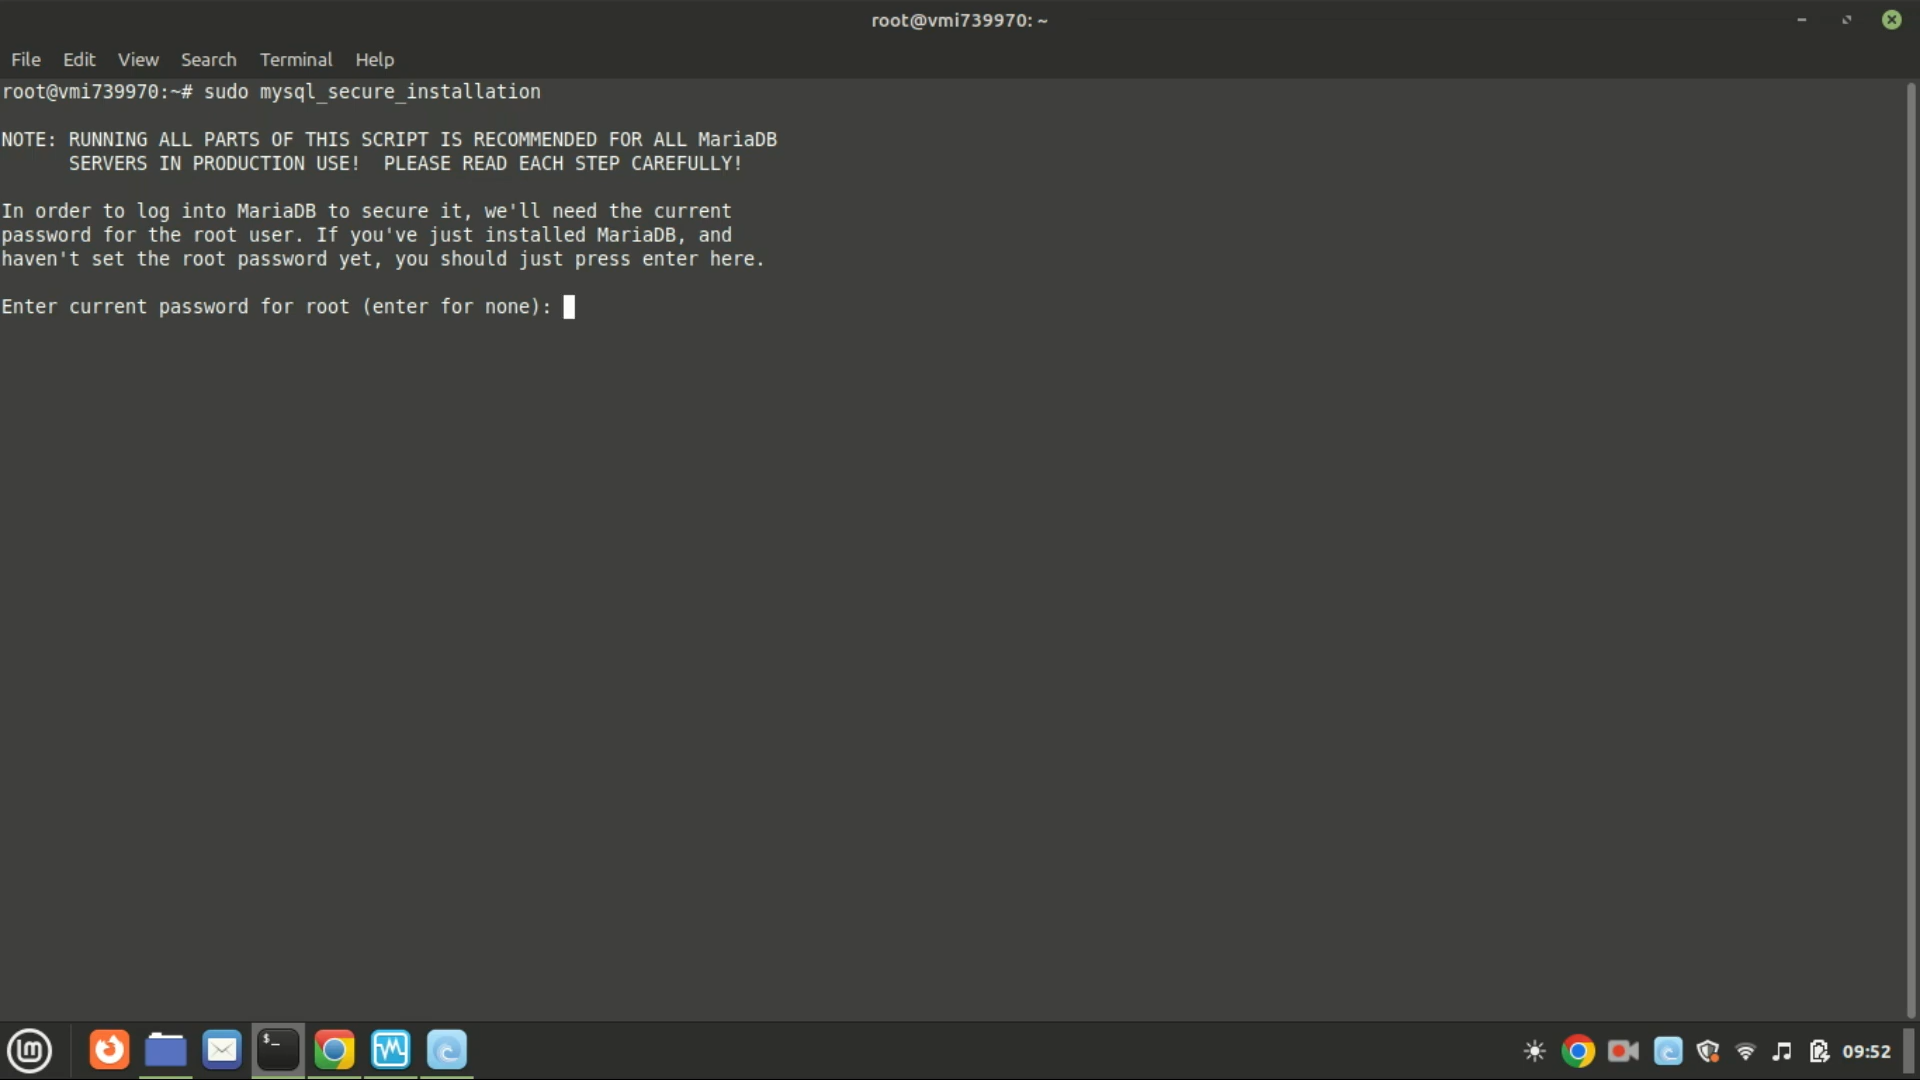 root@vmi739970: ~
File Edit View Search Terminal Help
root@vmi739970:~# sudo mysql_secure_installation
NOTE: RUNNING ALL PARTS OF THIS SCRIPT IS RECOMMENDED FOR ALL MariaDB
SERVERS IN PRODUCTION USE!  PLEASE READ EACH STEP CAREFULLY!
In order to log into MariaDB to secure it, we'll need the current
password for the root user. If you've just installed MariaDB, and
haven't set the root password yet, you should just press enter here.
Enter current password for root (enter for none):
$_
09:52